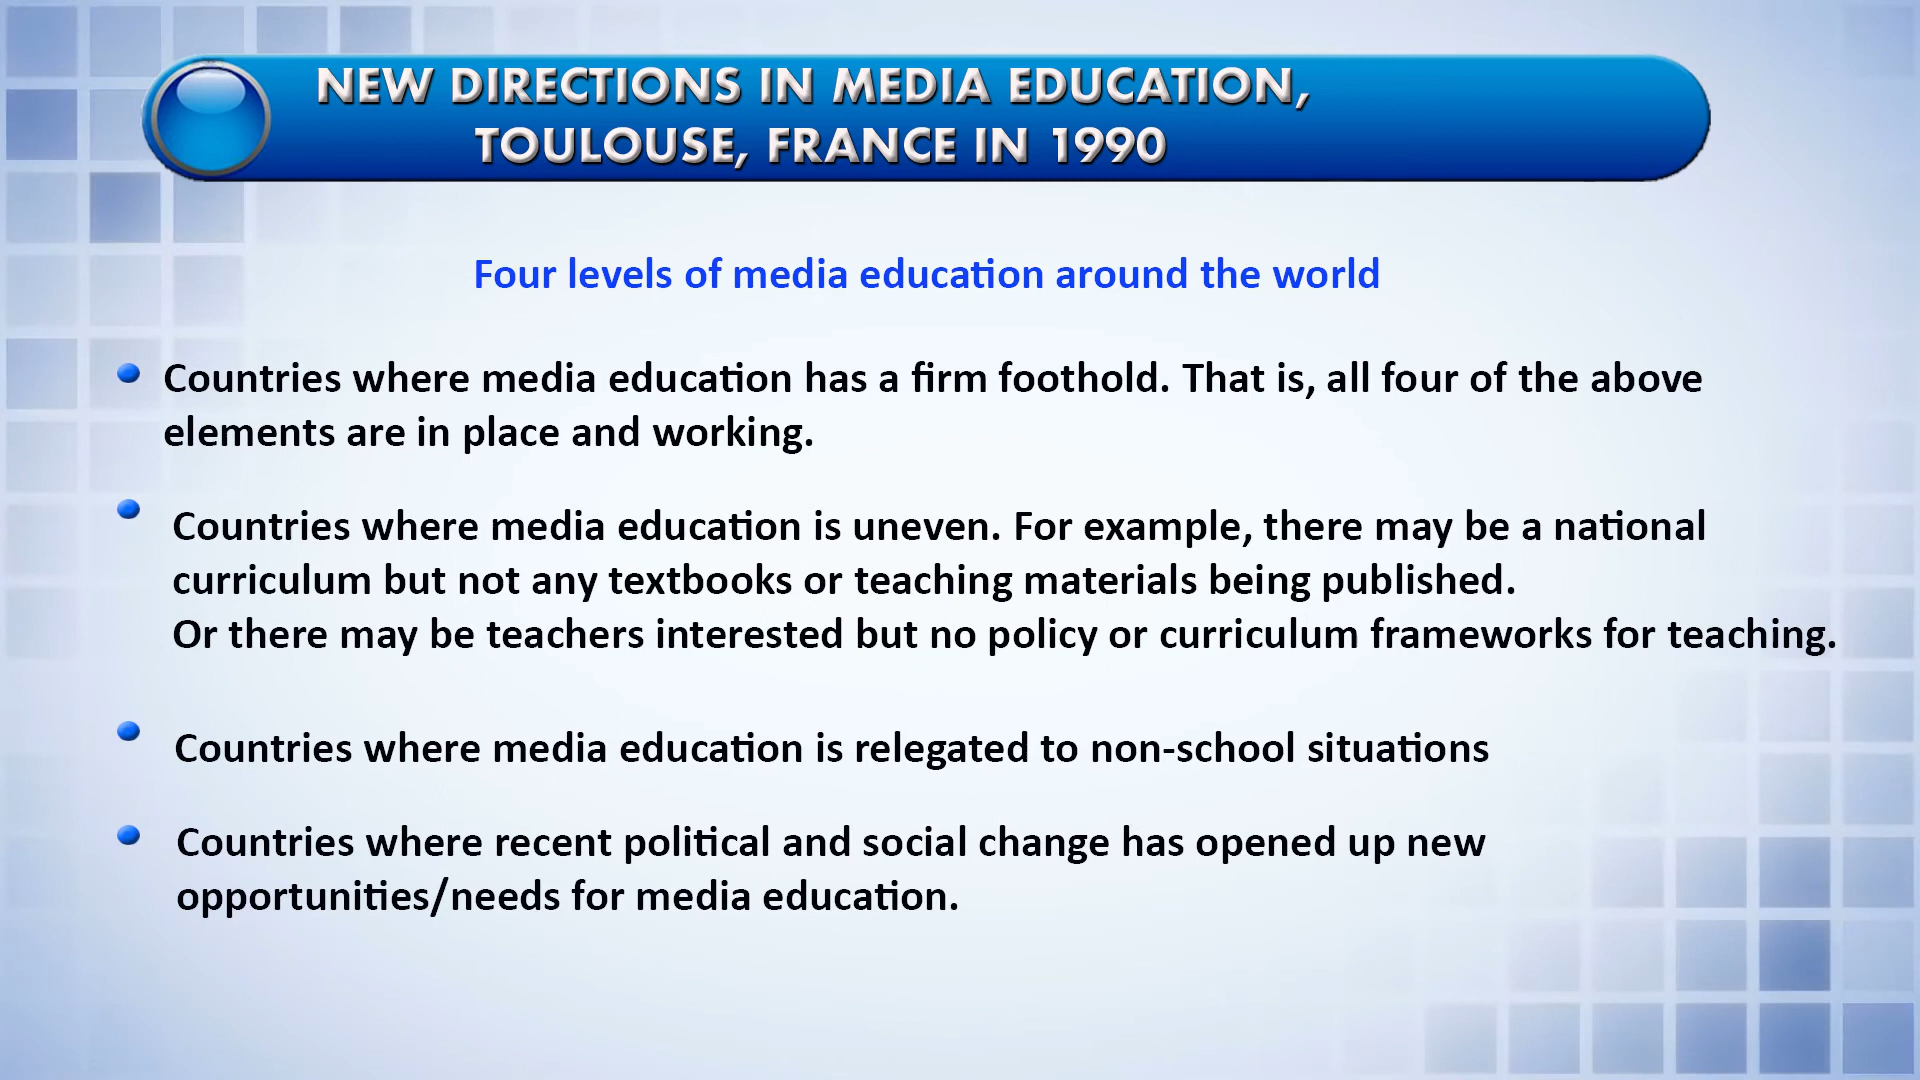 NEW DIRECTIONS IN MEDIA EDUCATION,
TOULOUSE, FRANCE IN 1990
Four levels of media education around the world
Countries where media education has a firm foothold. That is, all four of the above
elements are in place and working.
Countries where media education is uneven. For example, there may be a national
curriculum but not any textbooks or teaching materials being published.
Or there may be teachers interested but no policy or curriculum frameworks for teaching.
Countries where media education is relegated to non-school situations
Countries where recent political and social change has opened up new
opportunities/needs for media education.